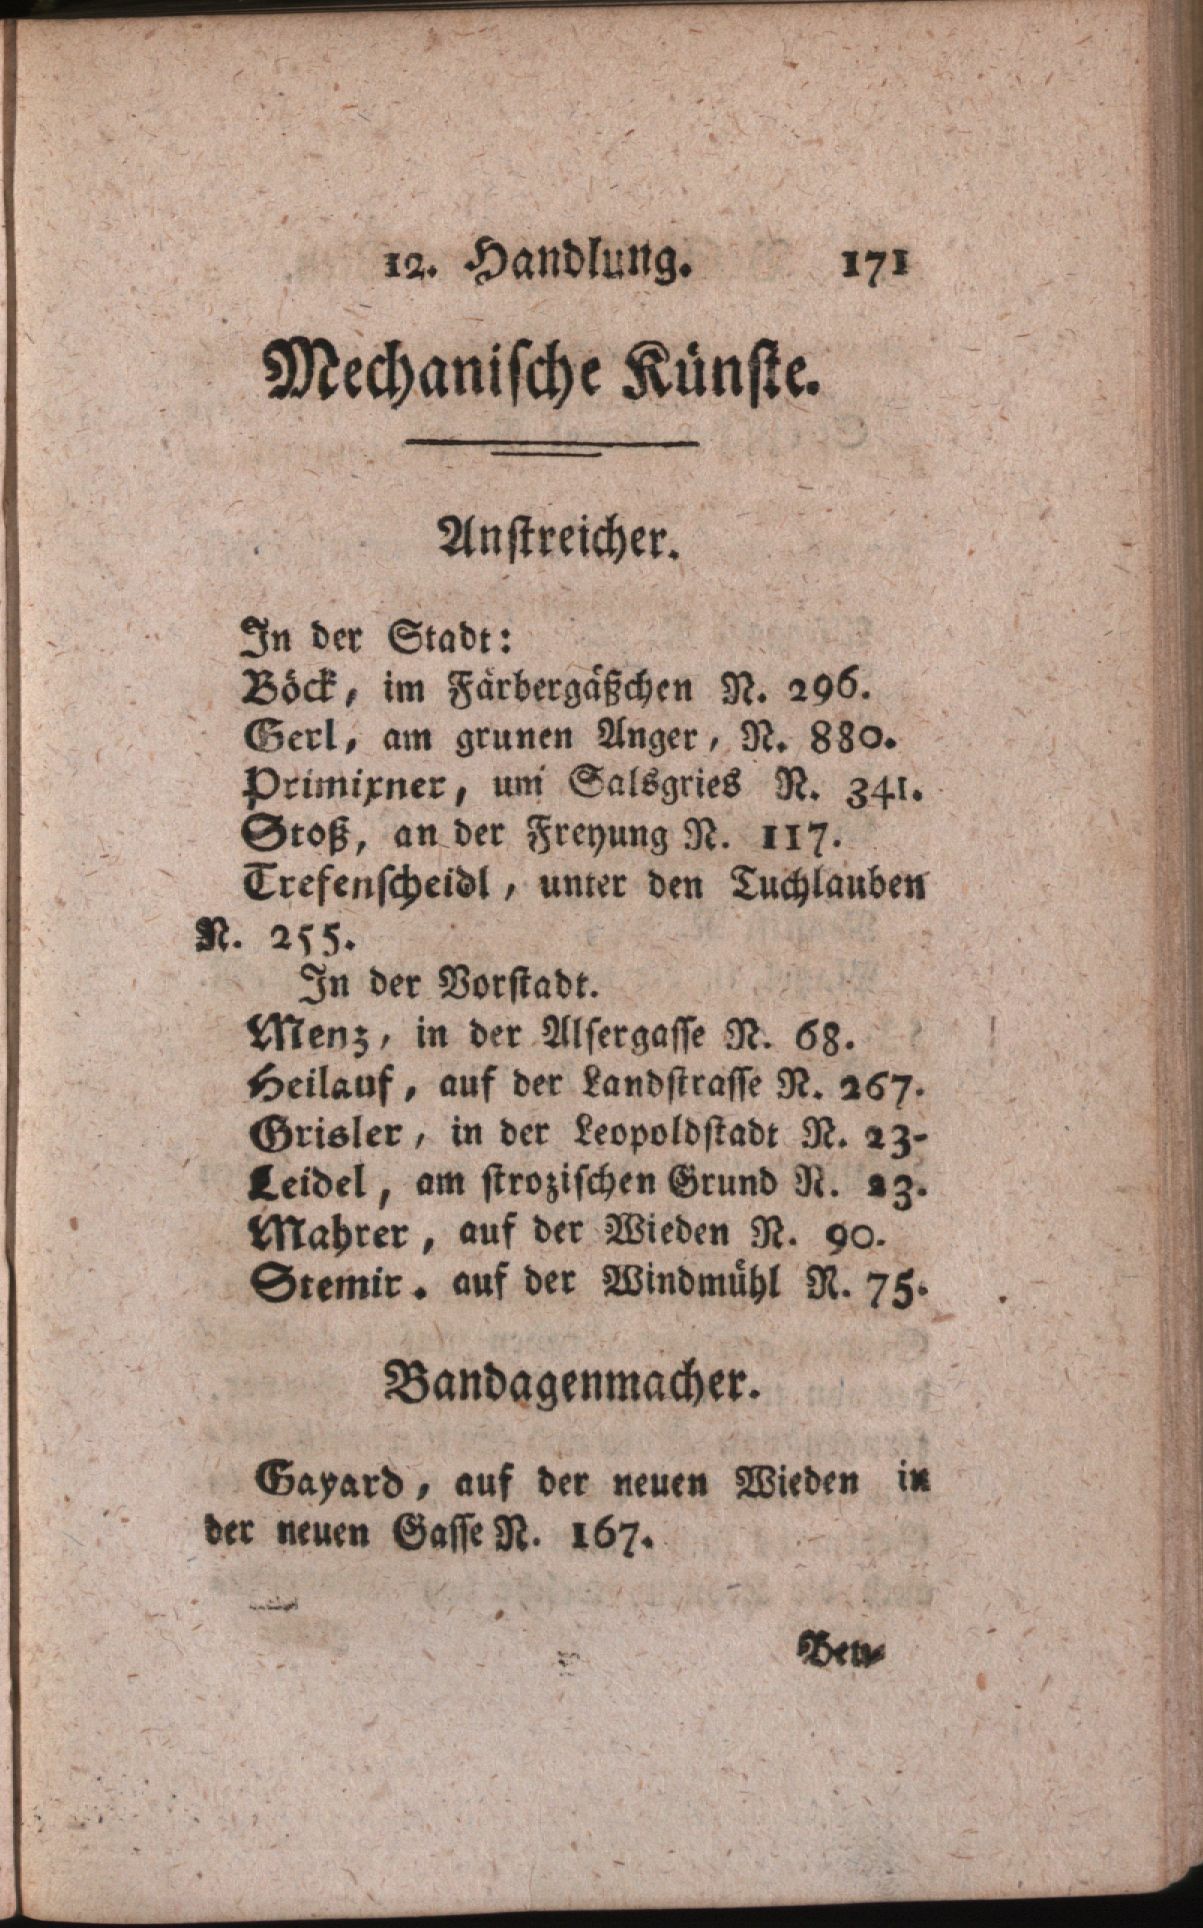 12. Handlung. 171
Mechanische Künste.
Anstreicher.
In der Stadt:
Böck, im Färbergäßchen N. 296.
Gerl, am grunen Anger, N. 880.
Primixner, um Salsgries N. 341.
Stoß, an der Freyung N. 117.
Trefenscheidl, unter den Tuchlauben
N. 255.
In der Vorstadt.
Menz, in der Alsergasse N. 68.
Heilauf, auf der Landstrasse N. 267.
Grisler, in der Leopoldstadt N. 23-
Leidel, am strozischen Grund N. 23.
Mahrer, auf der Wieden N. 90.
Stemir. auf der Windmühl N. 75.
Bandagenmacher.
Gayard, auf der neuen Wieden in
der neuen Gasse N. 167.
Beu-